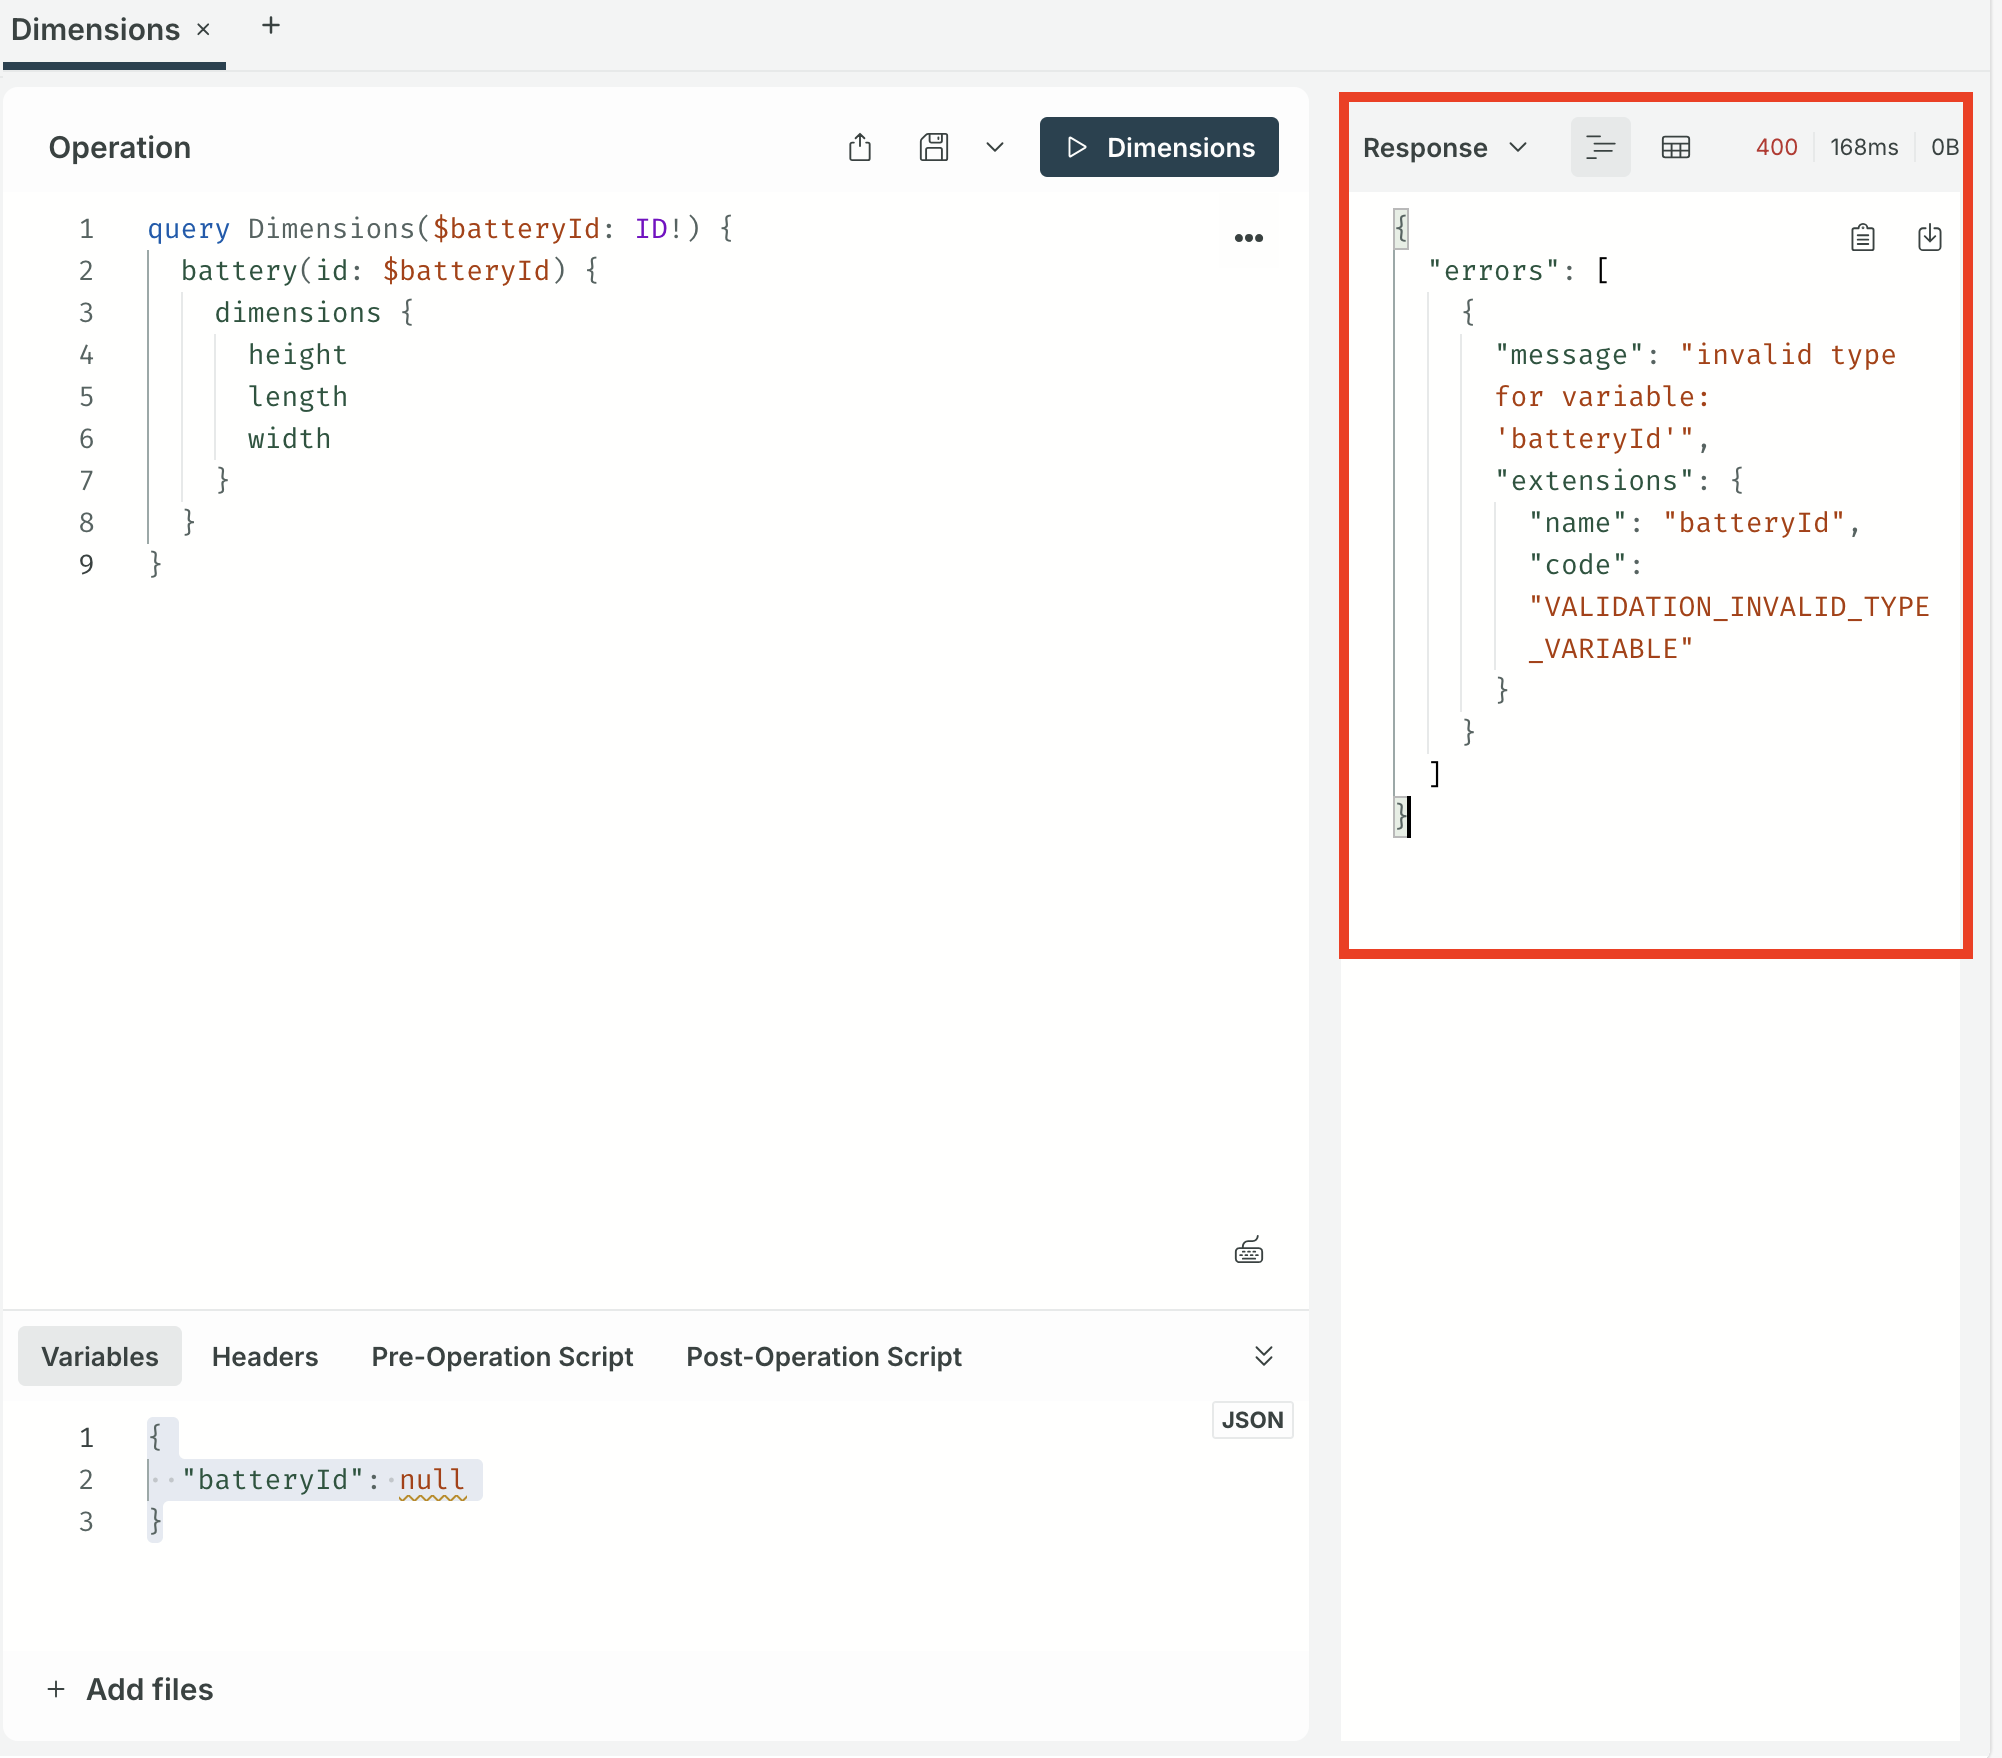 Dimensions × +
Operation
Dimensions
1 query Dimensions($batteryId: ID!) {
2 battery(id: $batteryId) {
3 dimensions {
4 height
5 length
6 width
7 }
8 }
9 }
Variables Headers Pre-Operation Script Post-Operation Script
JSON
1 {
2 "batteryId": null
3 }
+ Add files
Response 400 168ms 0B
{
"errors": [
{
"message": "invalid type
for variable:
'batteryId'",
"extensions": {
"name": "batteryId",
"code":
"VALIDATION_INVALID_TYPE
_VARIABLE"
}
}
]
}